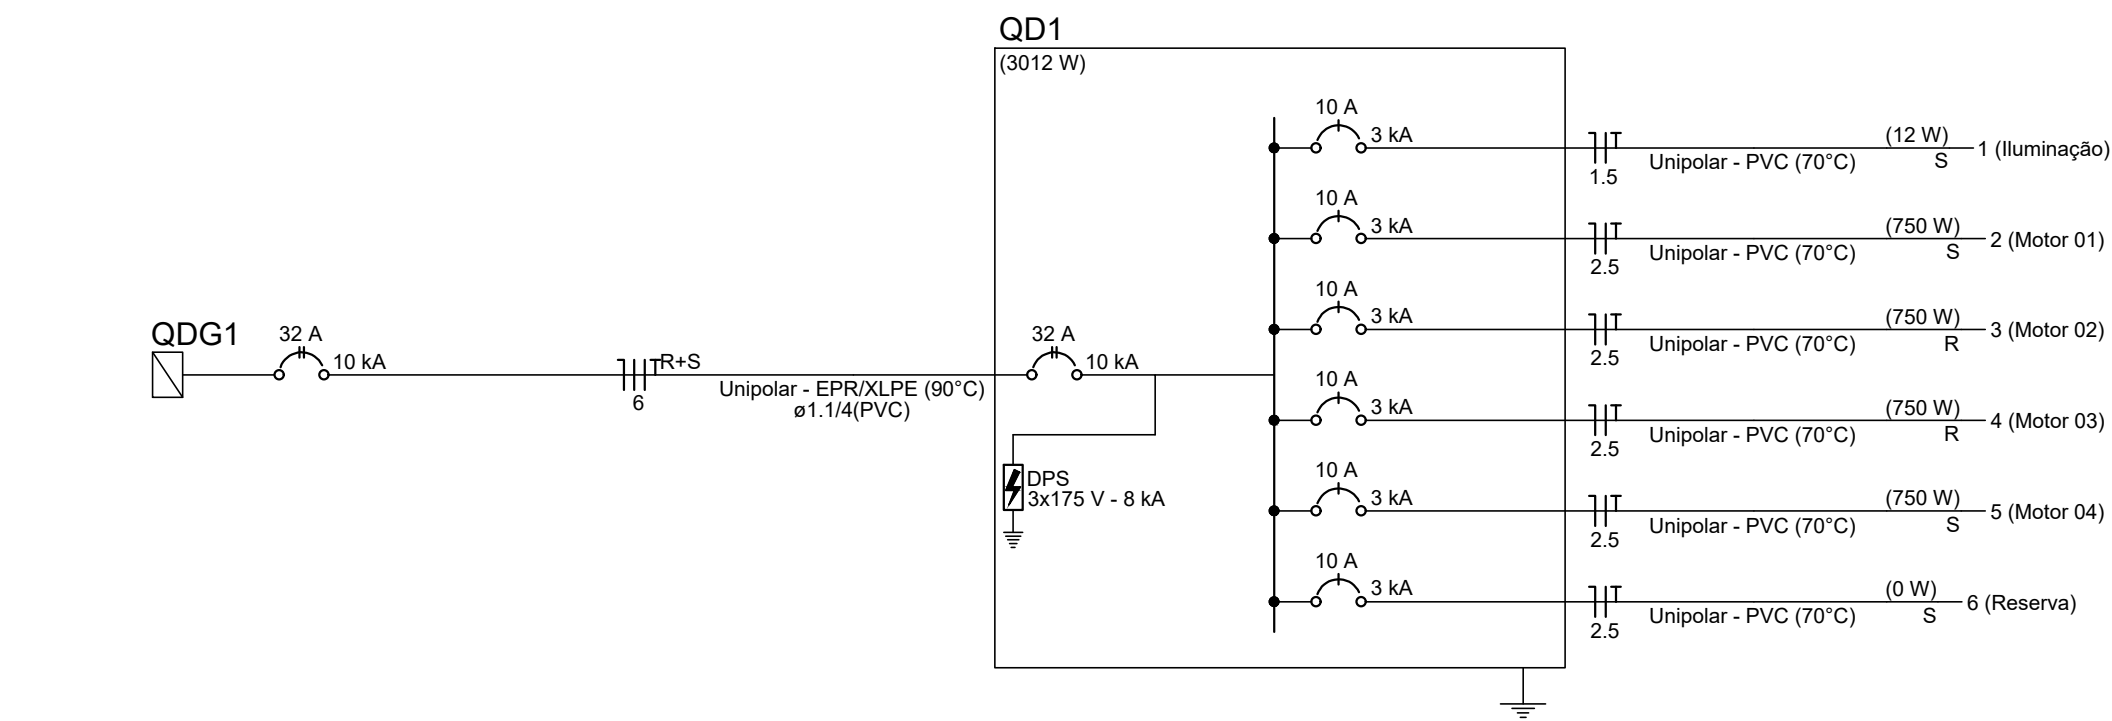 QD1
(3012 W)
QDG1
32 A
10 kA
R+S
6
Unipolar - EPR/XLPE (90°C)
ø1.1/4(PVC)
32 A
10 kA
DPS
3x175 V - 8 kA
10 A
3 kA
1.5
Unipolar - PVC (70°C)
(12 W)
S
1 (Iluminação)
10 A
3 kA
2.5
Unipolar - PVC (70°C)
(750 W)
S
2 (Motor 01)
10 A
3 kA
2.5
Unipolar - PVC (70°C)
(750 W)
R
3 (Motor 02)
10 A
3 kA
2.5
Unipolar - PVC (70°C)
(750 W)
R
4 (Motor 03)
10 A
3 kA
2.5
Unipolar - PVC (70°C)
(750 W)
S
5 (Motor 04)
10 A
3 kA
2.5
Unipolar - PVC (70°C)
(0 W)
S
6 (Reserva)